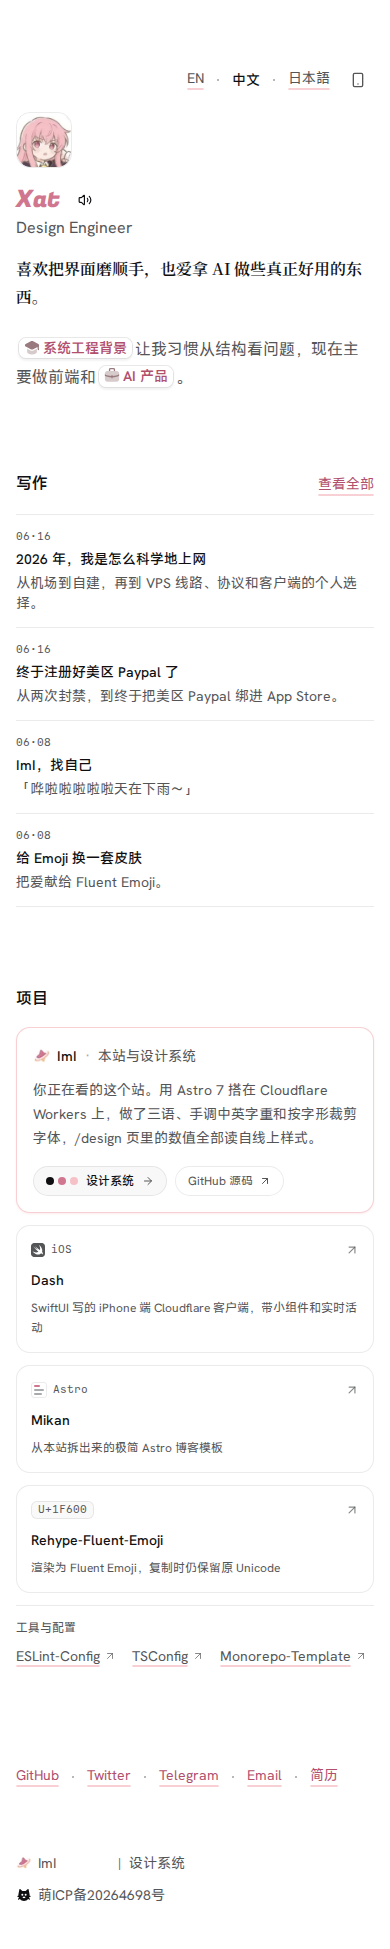 EN · 中文 · 日本語
Xat
Design Engineer
喜欢把界面磨顺手，也爱拿 AI 做些真正好用的东
西。
系统工程背景 让我习惯从结构看问题，现在主
要做前端和 AI 产品 。
写作 查看全部
06·16
2026 年，我是怎么科学地上网
从机场到自建，再到 VPS 线路、协议和客户端的个人选
择。
06·16
终于注册好美区 Paypal 了
从两次封禁，到终于把美区 Paypal 绑进 App Store。
06·08
Iml，找自己
「哗啦啦啦啦啦天在下雨～」
06·08
给 Emoji 换一套皮肤
把爱献给 Fluent Emoji。
项目
Iml · 本站与设计系统
你正在看的这个站。用 Astro 7 搭在 Cloudflare
Workers 上，做了三语、手调中英字重和按字形裁剪
字体，/design 页里的数值全部读自线上样式。
设计系统 → GitHub 源码 ↗
iOS ↗
Dash
SwiftUI 写的 iPhone 端 Cloudflare 客户端，带小组件和实时活
动
Astro ↗
Mikan
从本站拆出来的极简 Astro 博客模板
U+1F600 ↗
Rehype-Fluent-Emoji
渲染为 Fluent Emoji，复制时仍保留原 Unicode
工具与配置
ESLint-Config ↗ TSConfig ↗ Monorepo-Template ↗
GitHub · Twitter · Telegram · Email · 简历
Iml | 设计系统
萌ICP备20264698号